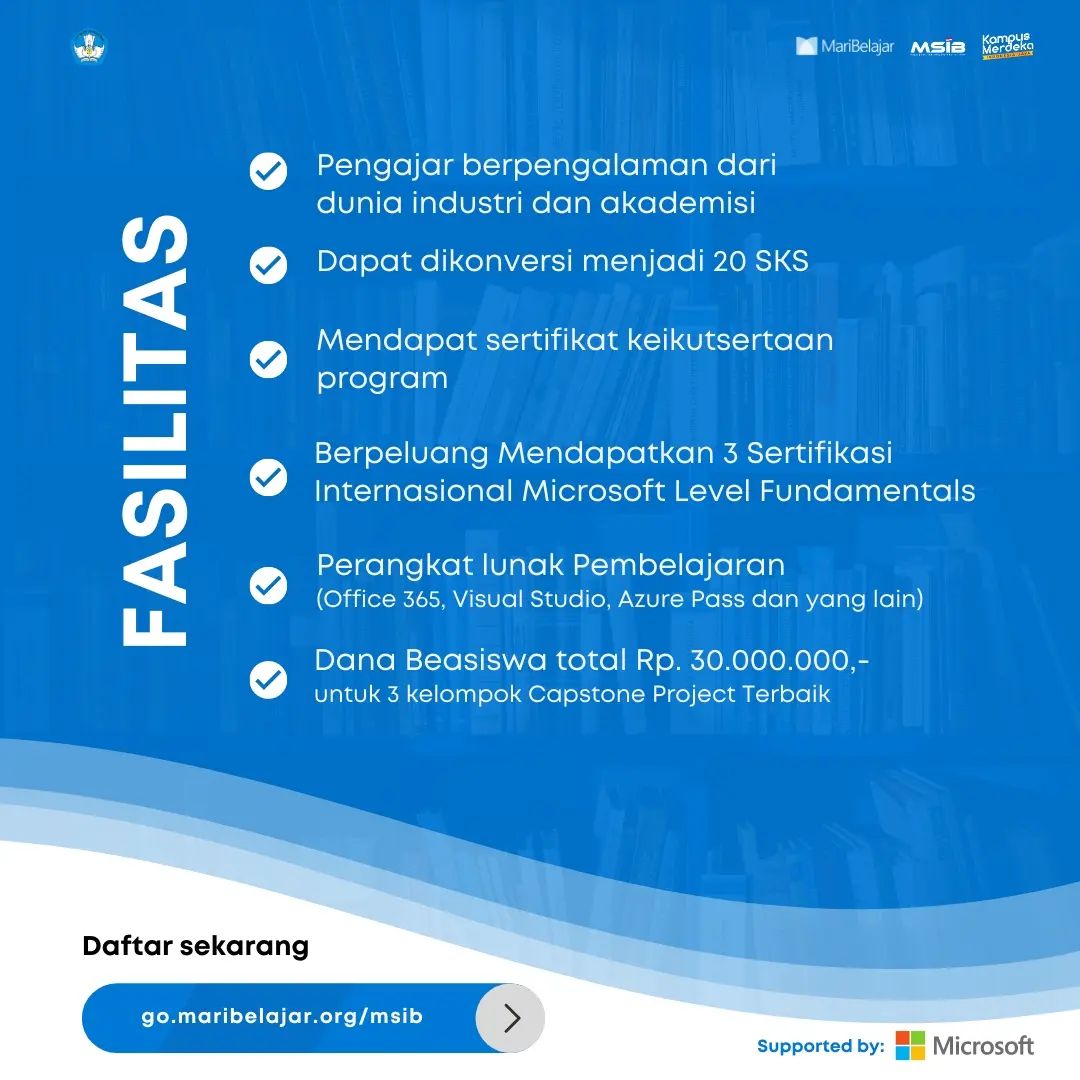 MariBelajar
MSIB
Kampus
Merdeka
INDONESIA JAYA
FASILITAS
Pengajar berpengalaman dari
dunia industri dan akademisi
Dapat dikonversi menjadi 20 SKS
Mendapat sertifikat keikutsertaan
program
Berpeluang Mendapatkan 3 Sertifikasi
Internasional Microsoft Level Fundamentals
Perangkat lunak Pembelajaran
(Office 365, Visual Studio, Azure Pass dan yang lain)
Dana Beasiswa total Rp. 30.000.000,-
untuk 3 kelompok Capstone Project Terbaik
Daftar sekarang
go.maribelajar.org/msib
Supported by: Microsoft